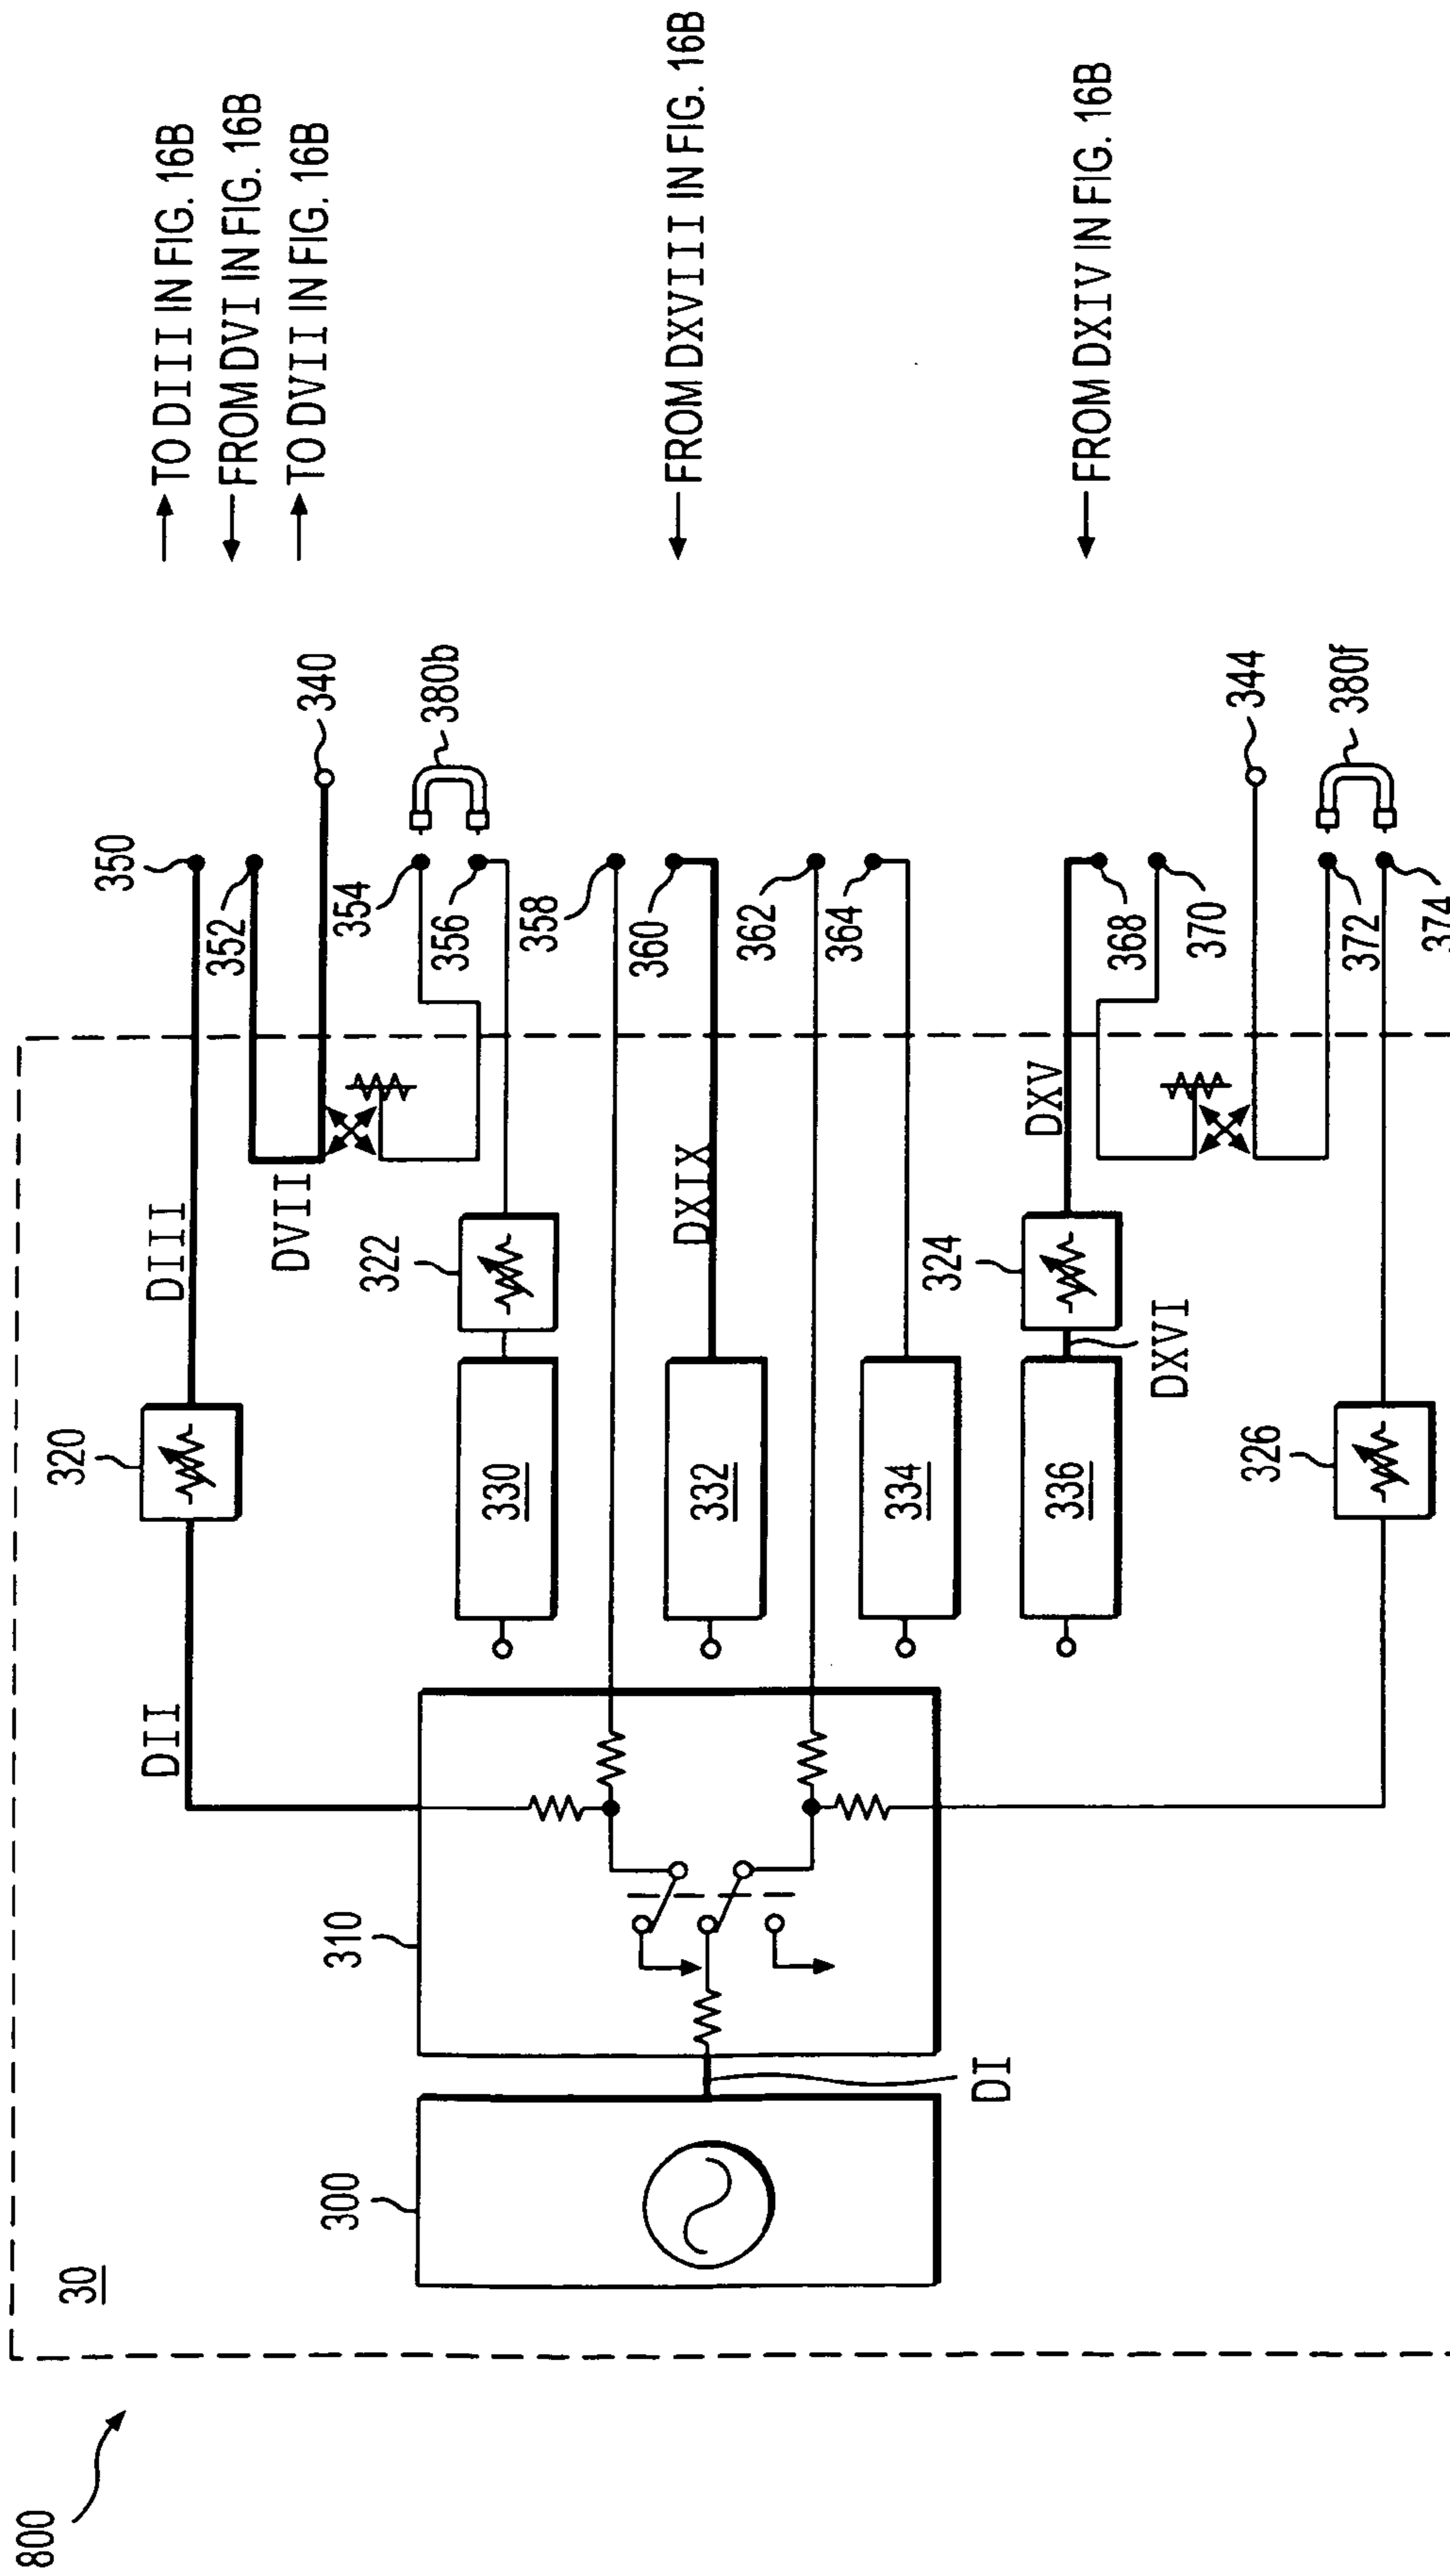 800
30
300
310
DI
DII
320
DIII
350
TO DIII IN FIG. 16B
FROM DVI IN FIG. 16B
TO DVII IN FIG. 16B
352
DVII
340
354
380b
356
322
330
358
360
FROM DXVIII IN FIG. 16B
DXIX
332
362
364
334
DXV
368
370
FROM DXIV IN FIG. 16B
324
DXVI
336
344
380f
372
374
326